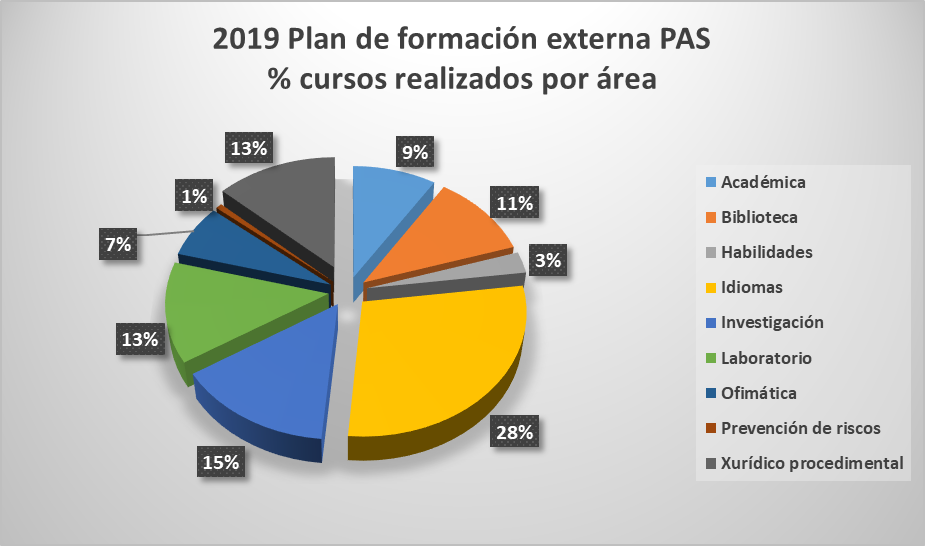 2019 Plan de formación externa PAS
% cursos realizados por área
13%
9%
1%
11%
7%
3%
13%
28%
15%
Académica
Biblioteca
Habilidades
Idiomas
Investigación
Laboratorio
Ofimática
Prevención de riscos
Xurídico procedimental